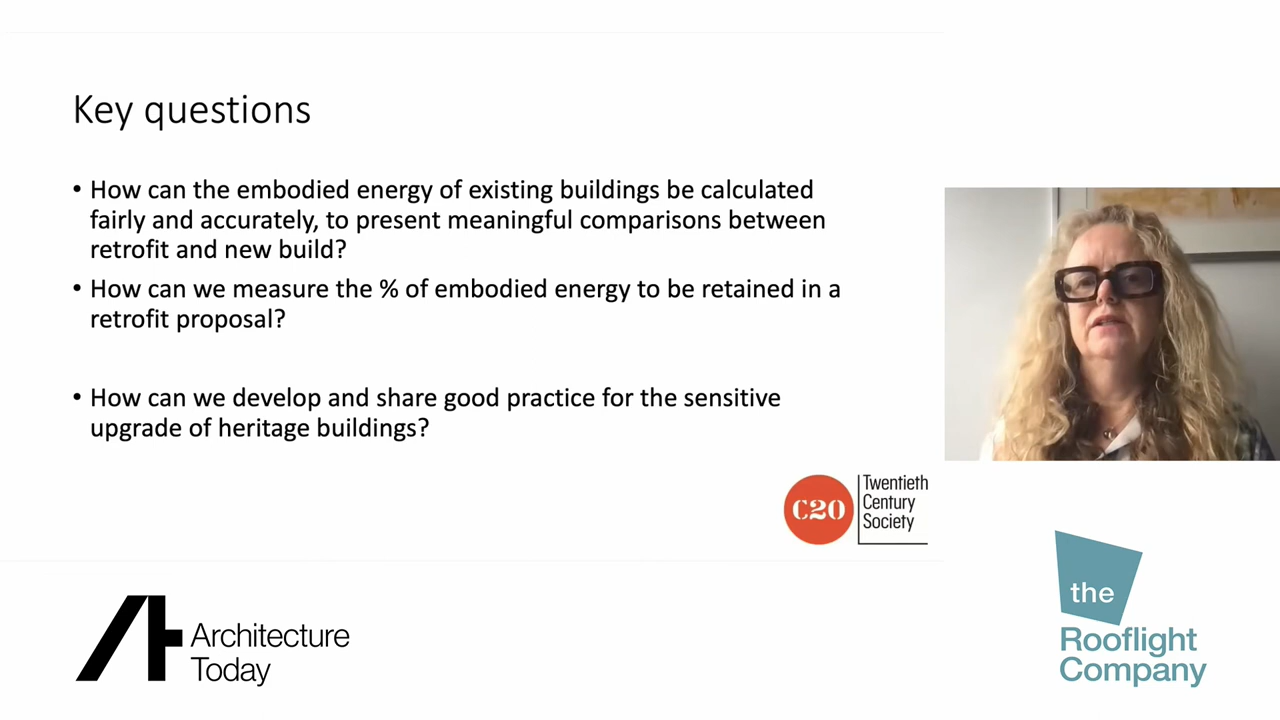 Key questions
• How can the embodied energy of existing buildings be calculated
fairly and accurately, to present meaningful comparisons between
retrofit and new build?
• How can we measure the % of embodied energy to be retained in a
retrofit proposal?
• How can we develop and share good practice for the sensitive
upgrade of heritage buildings?
C20
Twentieth
Century
Society
Architecture
Today
the
Rooflight
Company